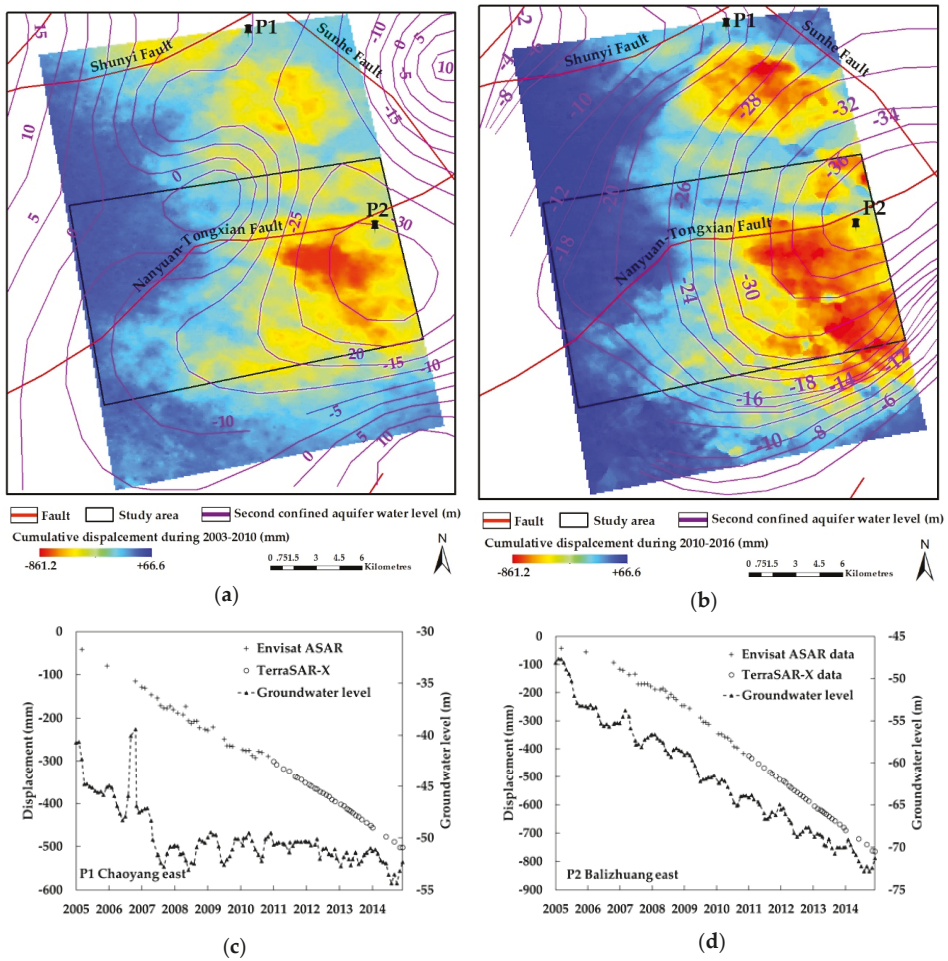 15
P1
-10
0
5
Shunyi Fault
Sunhe Fault
5
10
10
-15
0
5
-25
P2
-30
Nanyuan-Tongxian Fault
20
-15
-10
-10
-5
0
5
10
Fault Study area Second confined aquifer water level (m)
Cumulative dispalcement during 2003-2010 (mm)
-861.2 +66.6
0 .751.5 3 4.5 6
Kilometres
N
(a)
-2
P1
-4
-6
-8
Shunyi Fault
Sunhe Fault
-10
-28
-32
-34
-36
-12
-20
-26
P2
-18
Nanyuan-Tongxian Fault
-24
-30
-12
-18
-14
-16
-6
-10
8
Fault Study area Second confined aquifer water level (m)
Cumulative dispalcement during 2010-2016 (mm)
-861.2 +66.6
0 .751.5 3 4.5 6
Kilometres
N
(b)
Displacement (mm)
0
-100
-200
-300
-400
-500
-600
Envisat ASAR
TerraSAR-X
Groundwater level
-30
-35
-40
-45
-50
-55
Groundwater level (m)
P1 Chaoyang east
2005 2006 2007 2008 2009 2010 2011 2012 2013 2014
(c)
Displacement (mm)
0
-100
-200
-300
-400
-500
-600
-700
-800
-900
Envisat ASAR data
TerraSAR-X data
Groundwater level
-45
-50
-55
-60
-65
-70
-75
Groundwater level (m)
P2 Balizhuang east
2005 2006 2007 2008 2009 2010 2011 2012 2013 2014
(d)